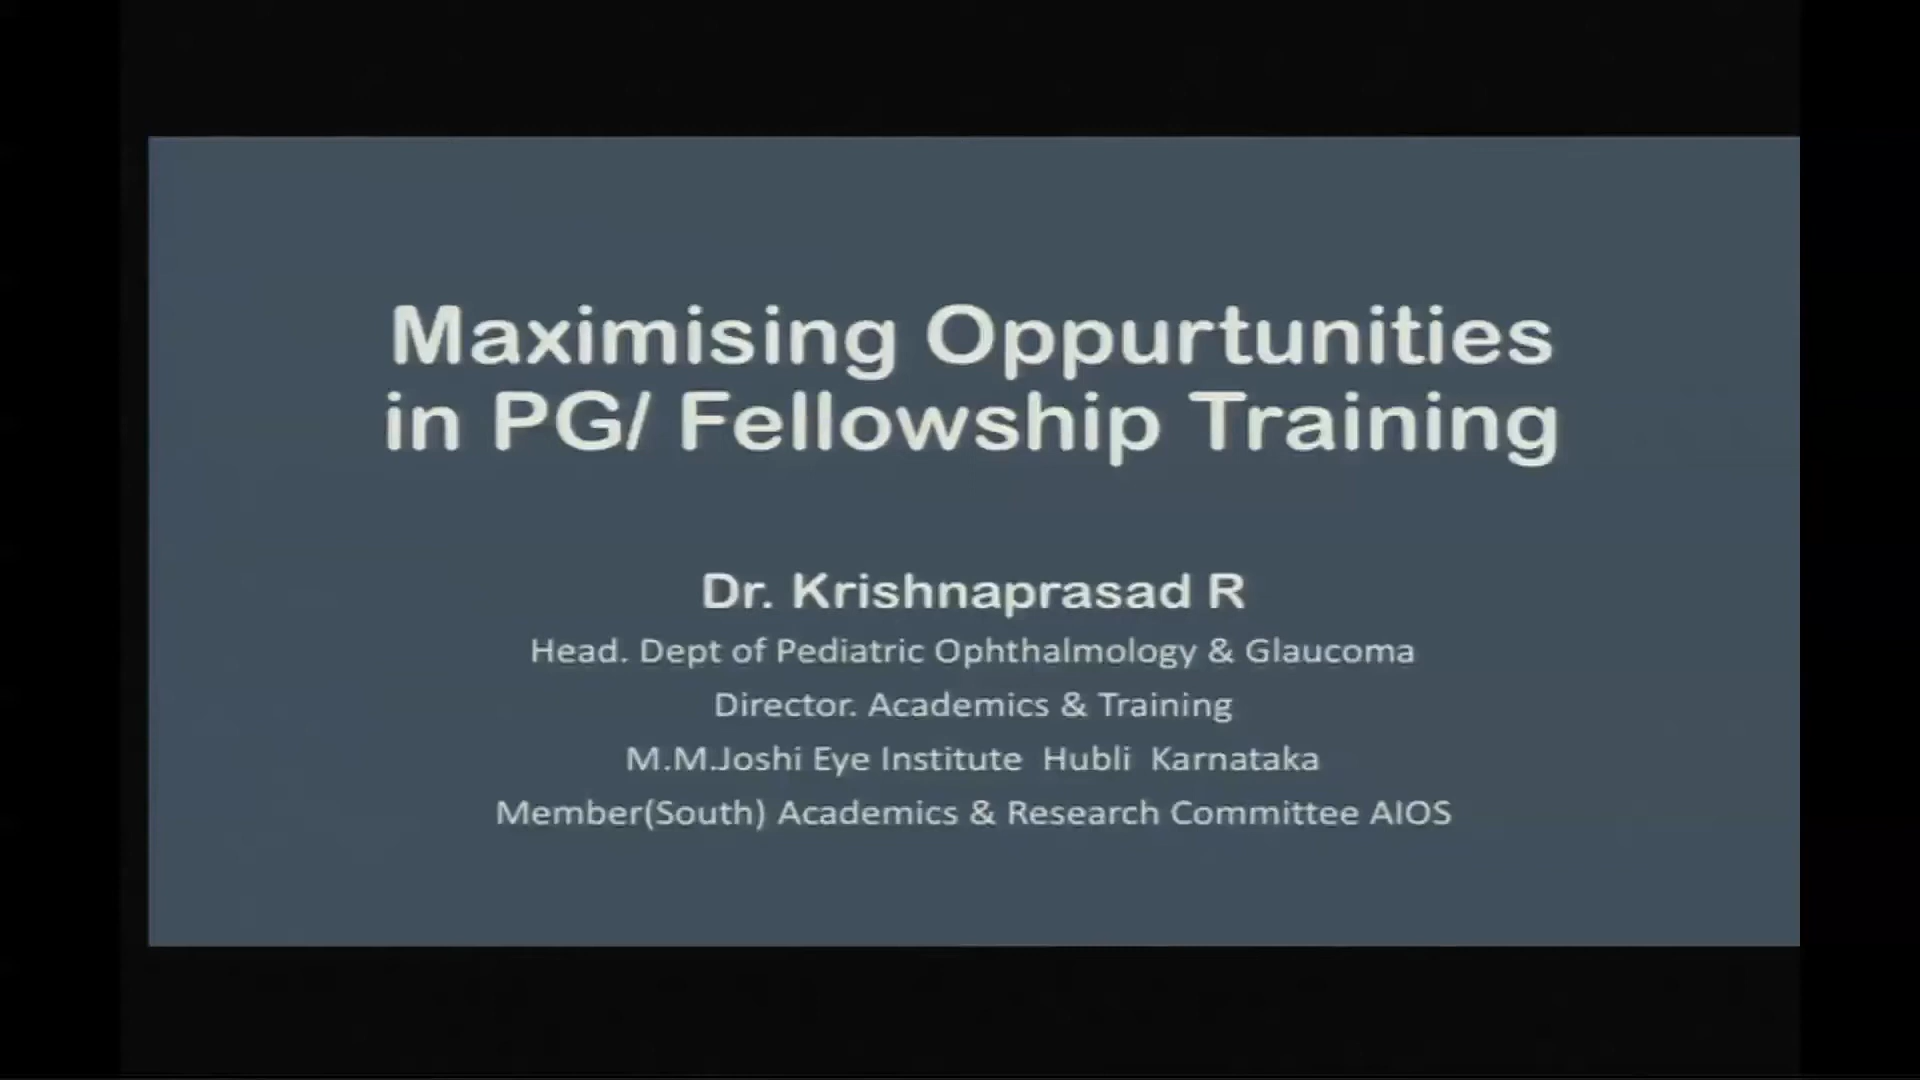 Maximising Oppurtunities
in PG/ Fellowship Training
Dr. Krishnaprasad R
Head. Dept of Pediatric Ophthalmology & Glaucoma
Director. Academics & Training
M.M.Joshi Eye Institute Hubli Karnataka
Member(South) Academics & Research Committee AIOS